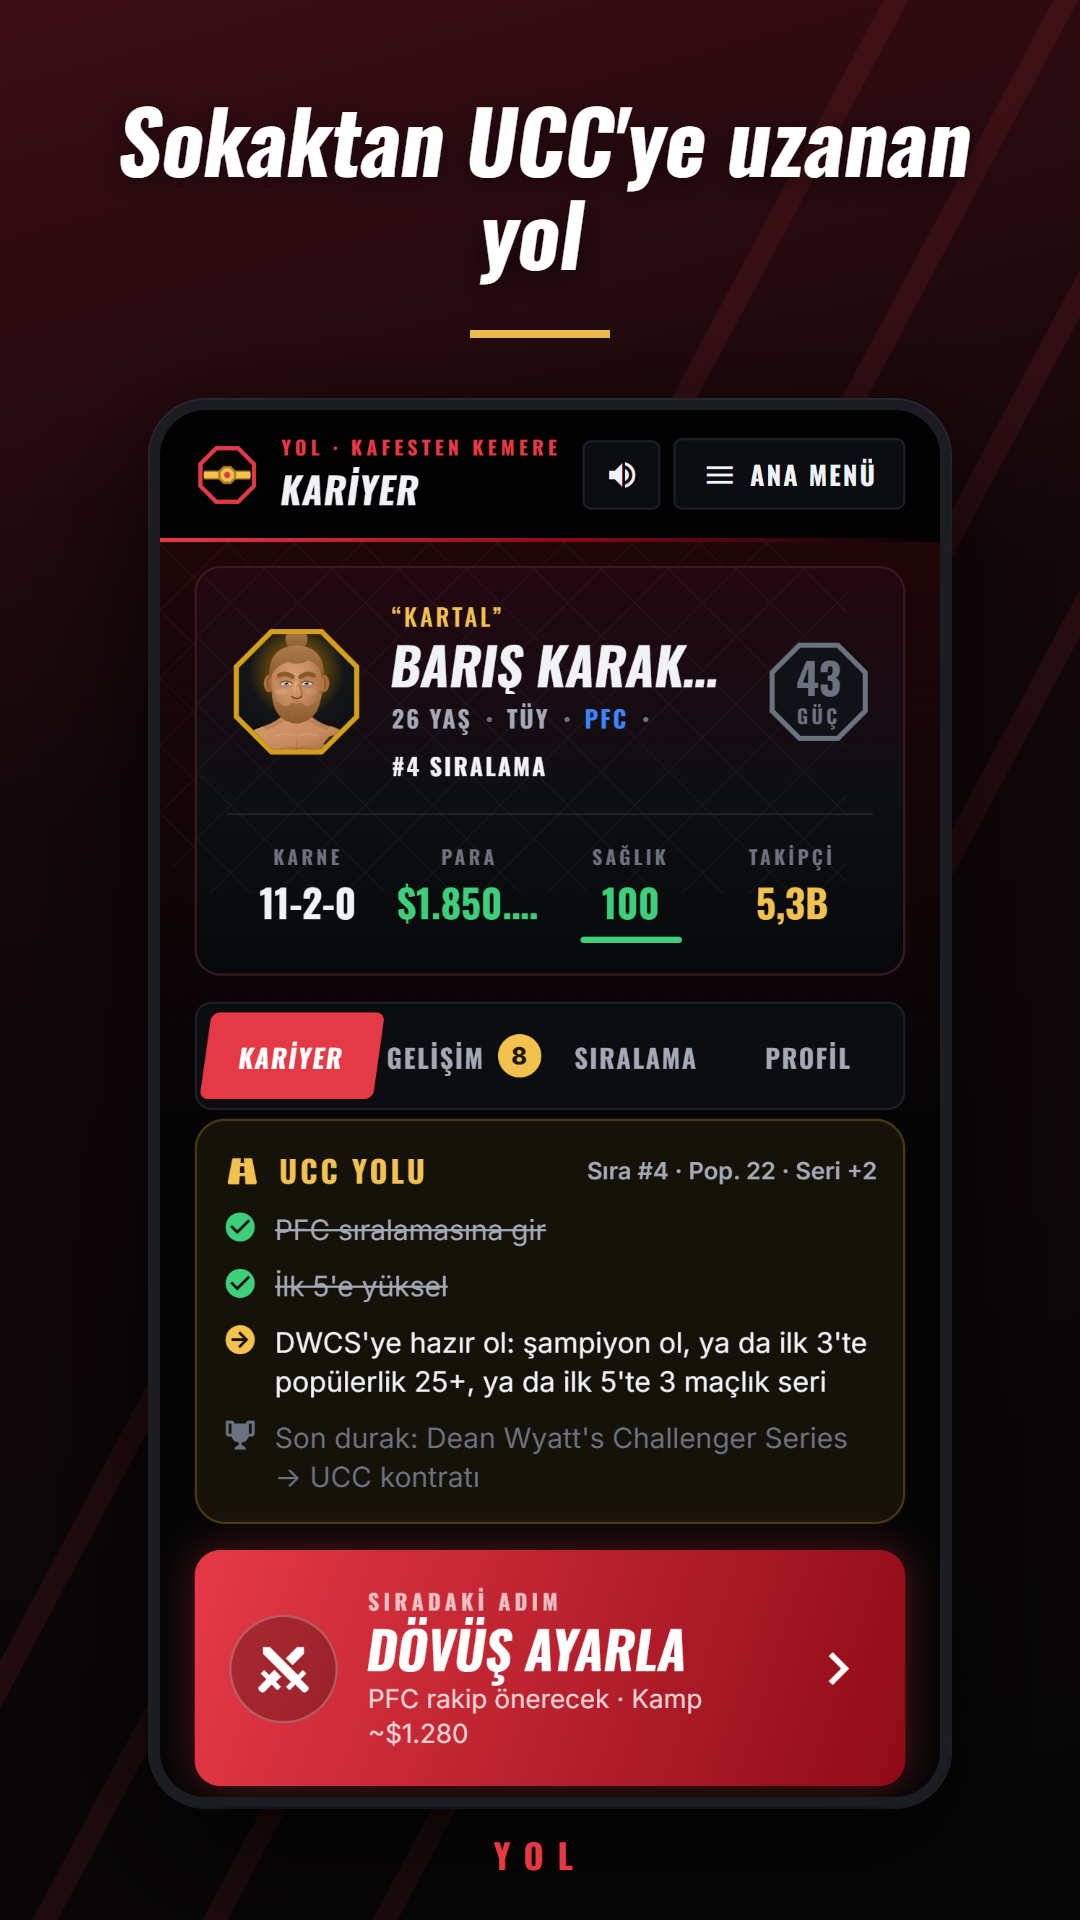 Sokaktan UCC'ye uzanan
yol
YOL · KAFESTEN KEMERE
KARİYER
ANA MENÜ
“KARTAL”
BARIŞ KARAK...
26 YAŞ · TÜY · PFC ·
#4 SIRALAMA
43
GÜÇ
KARNE
PARA
SAĞLIK
TAKİPÇİ
11-2-0
$1.850....
100
5,3B
KARİYER
GELİŞİM 8
SIRALAMA
PROFİL
UCC YOLU
Sıra #4 · Pop. 22 · Seri +2
PFC sıralamasına gir
İlk 5'e yüksel
DWCS'ye hazır ol: şampiyon ol, ya da ilk 3'te
popülerlik 25+, ya da ilk 5'te 3 maçlık seri
Son durak: Dean Wyatt's Challenger Series
→ UCC kontratı
SIRADAKİ ADIM
DÖVÜŞ AYARLA
PFC rakip önerecek · Kamp
~$1.280
YOL